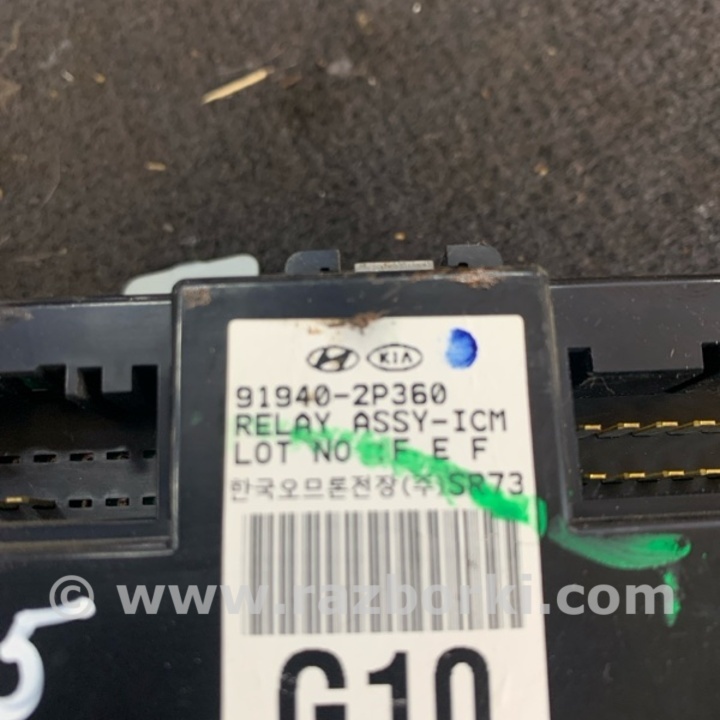 KIA
91940-2P360
RELAY ASSY-ICM
LOT NO :F E F
한국오므론전장(주)SR73
© www.razborki.com
5
G10